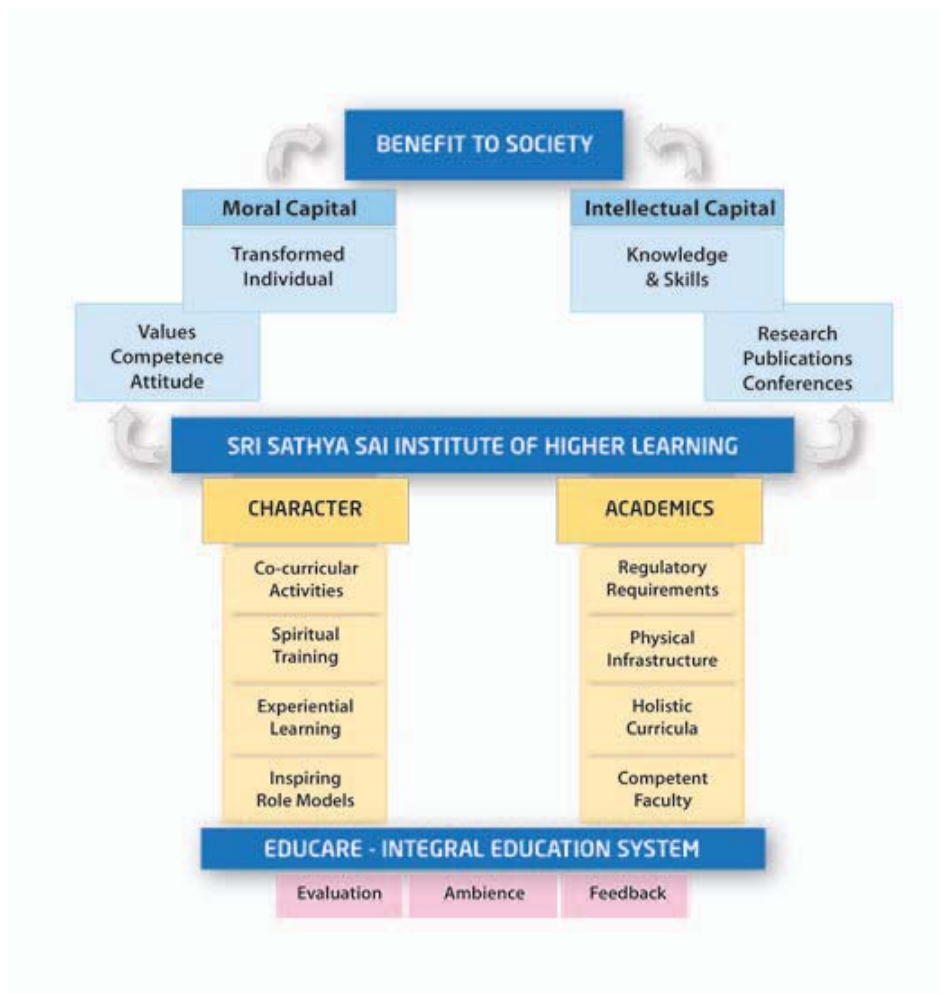 BENEFIT TO SOCIETY
Moral Capital
Transformed
Individual
Values
Competence
Attitude
Intellectual Capital
Knowledge
& Skills
Research
Publications
Conferences
SRI SATHYA SAI INSTITUTE OF HIGHER LEARNING
CHARACTER
Co-curricular
Activities
Spiritual
Training
Experiential
Learning
Inspiring
Role Models
ACADEMICS
Regulatory
Requirements
Physical
Infrastructure
Holistic
Curricula
Competent
Faculty
EDUCARE - INTEGRAL EDUCATION SYSTEM
Evaluation
Ambience
Feedback